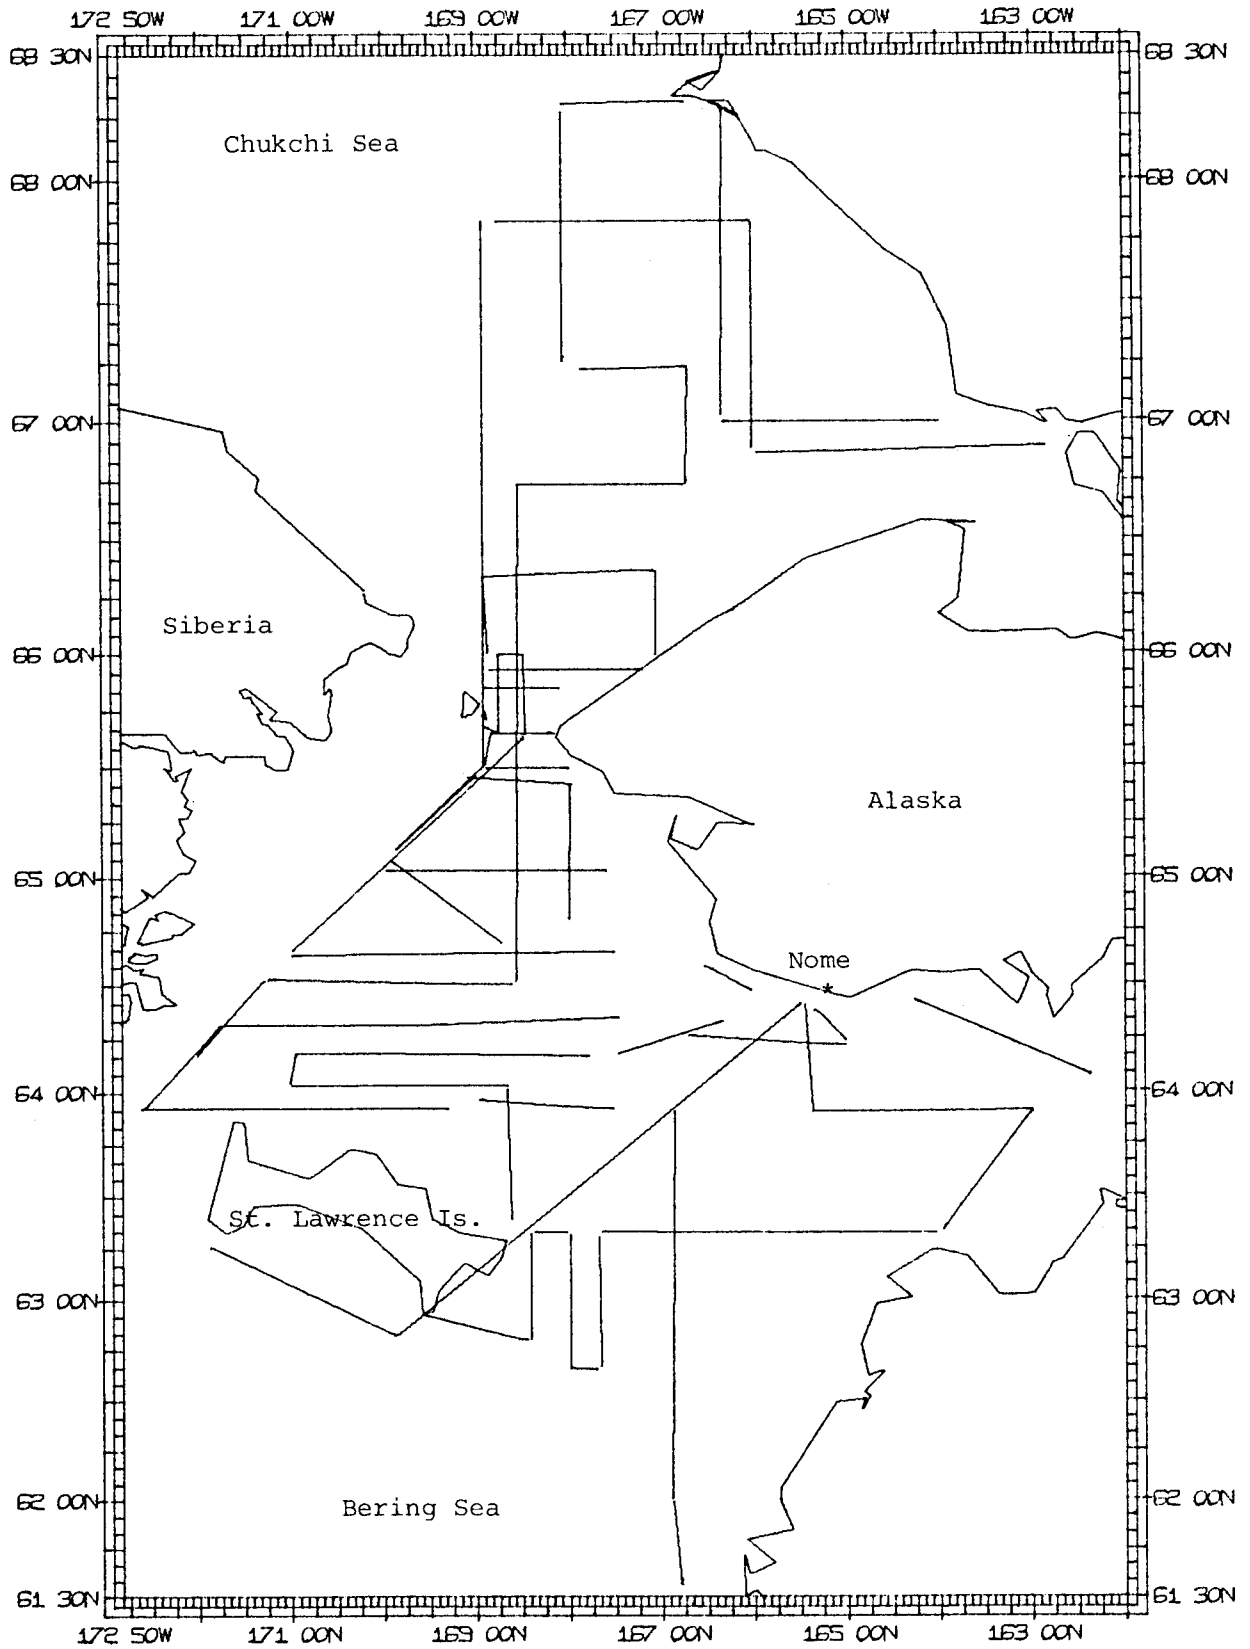 172 50W 171 00W 169 00W 167 00W 165 00W 163 00W
68 30N 68 30N
Chukchi Sea
68 00N 68 00N
67 00N 67 00N
Siberia
66 00N 66 00N
Alaska
65 00N 65 00N
Nome
*
64 00N 64 00N
St. Lawrence Is.
63 00N 63 00N
62 00N 62 00N
Bering Sea
61 30N 61 30N
172 50W 171 00N 169 00N 167 00N 165 00N 163 00N